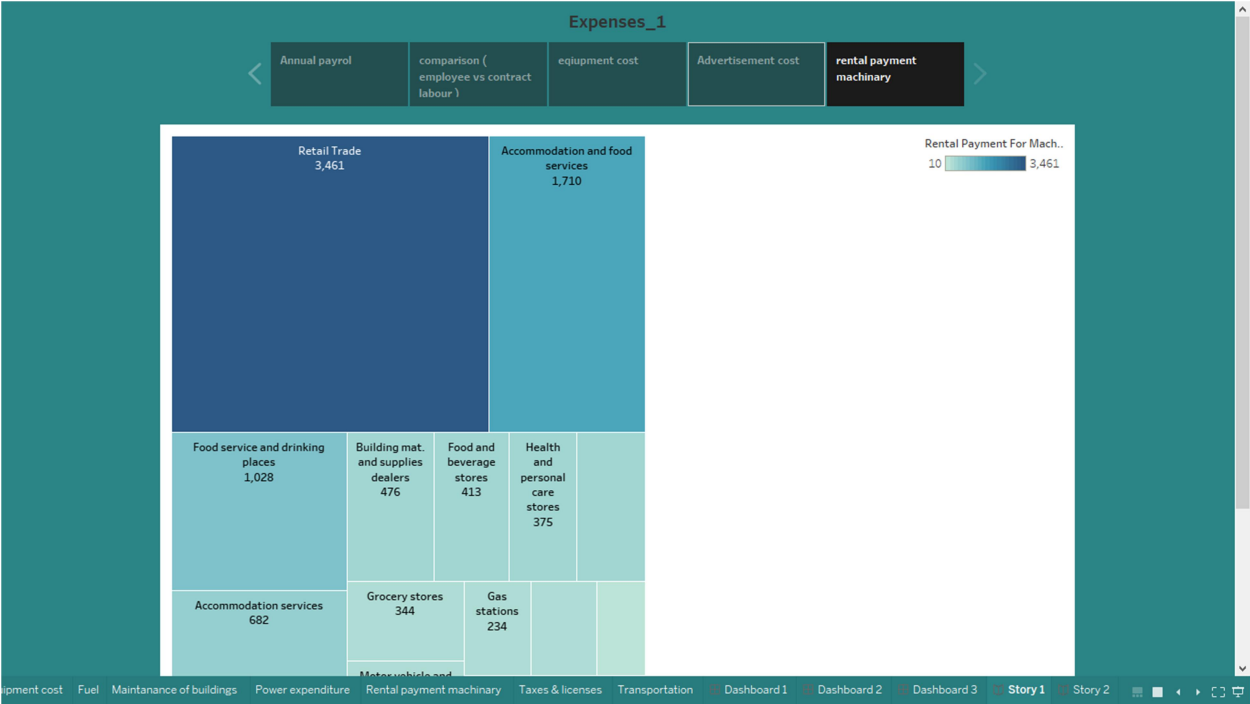 Expenses_1
Annual payrol
comparison (
employee vs contract
labour )
eqiupment cost
Advertisement cost
rental payment
machinary
Retail Trade
3,461
Accommodation and food
services
1,710
Rental Payment For Mach..
10
3,461
Food service and drinking
places
1,028
Building mat.
and supplies
dealers
476
Food and
beverage
stores
413
Health
and
personal
care
stores
375
Accommodation services
682
Grocery stores
344
Gas
stations
234
Motor vehicle and
ipment cost
Fuel
Maintanance of buildings
Power expenditure
Rental payment machinary
Taxes & licenses
Transportation
Dashboard 1
Dashboard 2
Dashboard 3
Story 1
Story 2